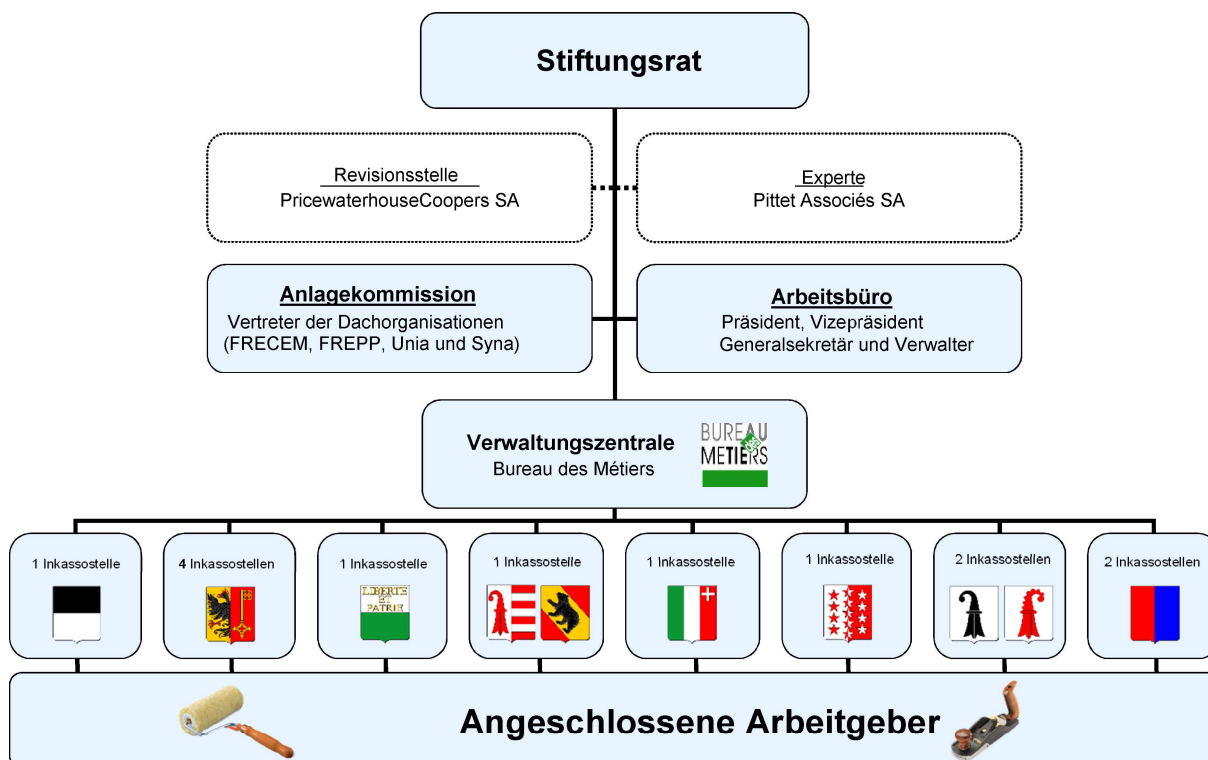 Stiftungsrat
Revisionsstelle
PricewaterhouseCoopers SA
Experte
Pittet Associés SA
Anlagekommission
Vertreter der Dachorganisationen
(FRECEM, FREPP, Unia und Syna)
Arbeitsbüro
Präsident, Vizepräsident
Generalsekretär und Verwalter
Verwaltungszentrale
Bureau des Métiers
BUREAU
METIERS
1 Inkassostelle
4 Inkassostellen
1 Inkassostelle
LIBERTE
ET
PATRIE
1 Inkassostelle
1 Inkassostelle
1 Inkassostelle
2 Inkassostellen
2 Inkassostellen
Angeschlossene Arbeitgeber